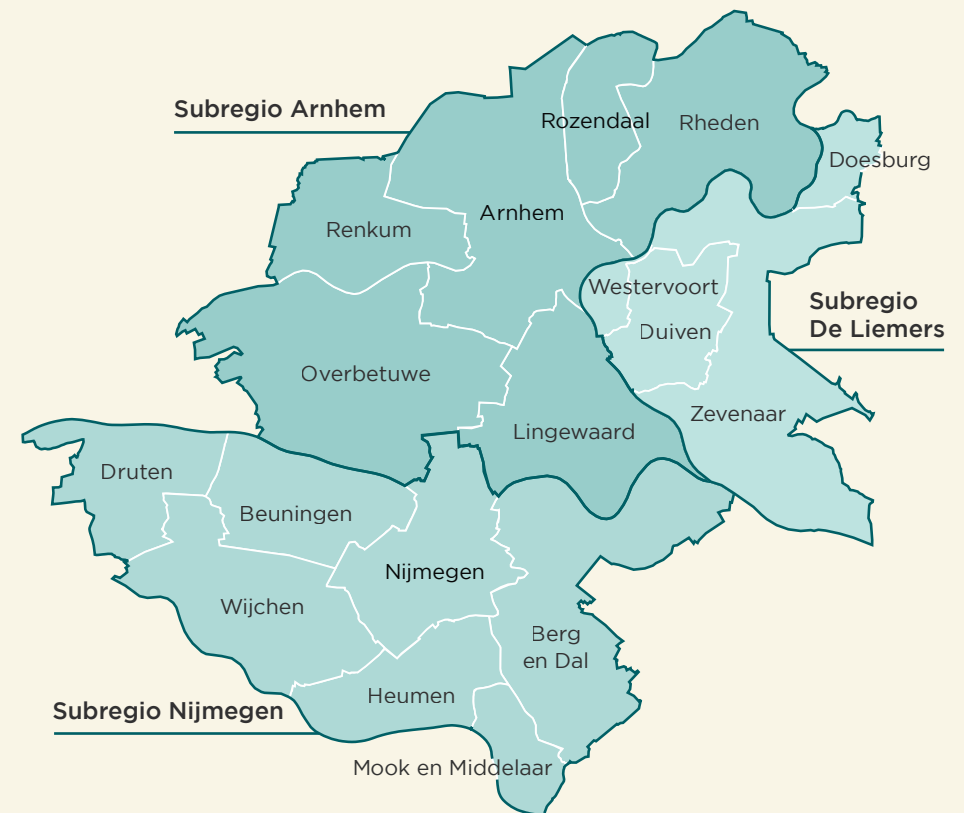 Subregio Arnhem
Rozendaal
Rheden
Doesburg
Arnhem
Renkum
Westervoort
Subregio
De Liemers
Duiven
Overbetuwe
Zevenaar
Lingewaard
Druten
Beuningen
Nijmegen
Wijchen
Berg
en Dal
Heumen
Subregio Nijmegen
Mook en Middelaar